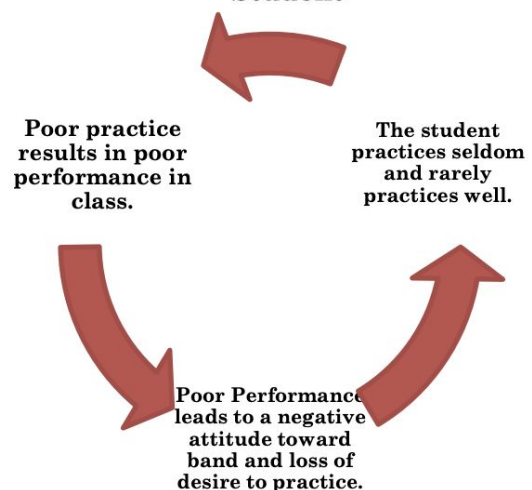 Poor practice
results in poor
performance in
class.
The student
practices seldom
and rarely
practices well.
Poor Performance
leads to a negative
attitude toward
band and loss of
desire to practice.